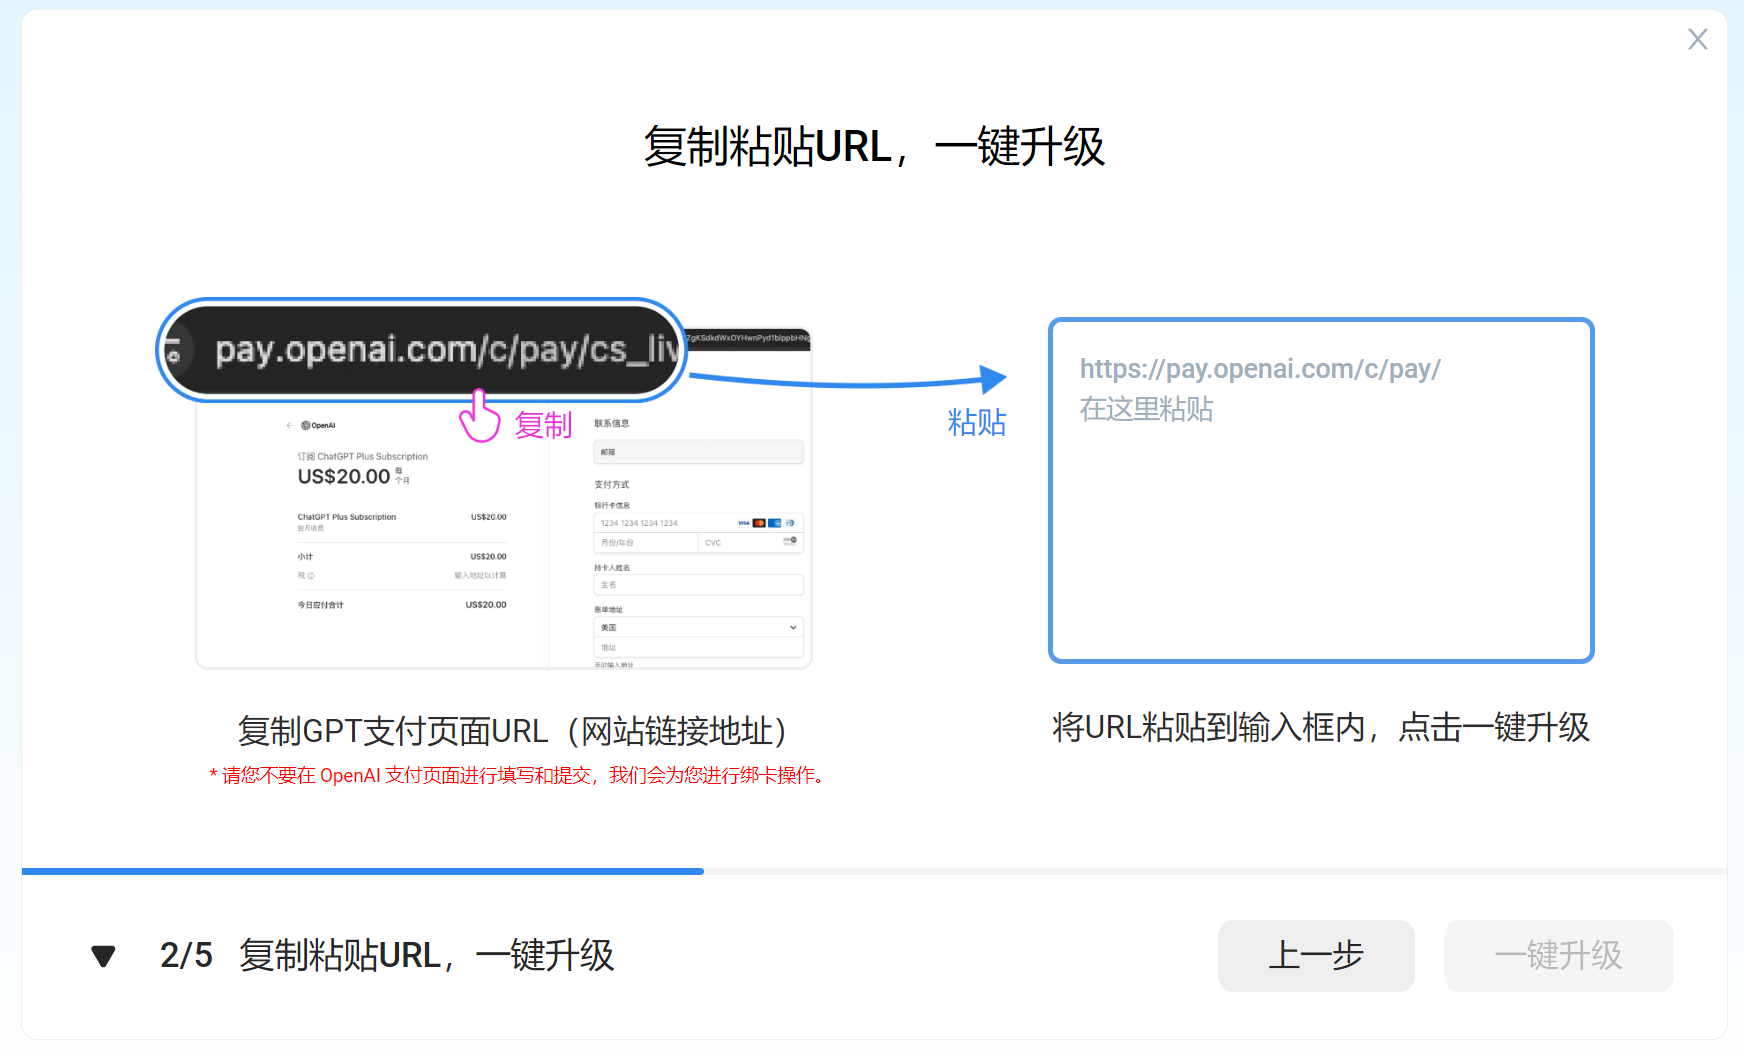 复制粘贴URL，一键升级
pay.openai.com/c/pay/cs_liv
ZgKSdkdWxOYHwnPyd1blppbHNg
复制
粘贴
https://pay.openai.com/c/pay/
在这里粘贴
OpenAI
订阅 ChatGPT Plus Subscription
US$20.00 每个月
ChatGPT Plus Subscription US$20.00
按月收费
小计 US$20.00
税 输入地址以计算
今日应付合计 US$20.00
联系信息
邮箱
支付方式
银行卡信息
1234 1234 1234 1234 VISA
月份/年份 CVC
持卡人姓名
全名
账单地址
美国
地址
手动输入地址
复制GPT支付页面URL（网站链接地址）
* 请您不要在 OpenAI 支付页面进行填写和提交，我们会为您进行绑卡操作。
将URL粘贴到输入框内，点击一键升级
2/5 复制粘贴URL，一键升级
上一步
一键升级